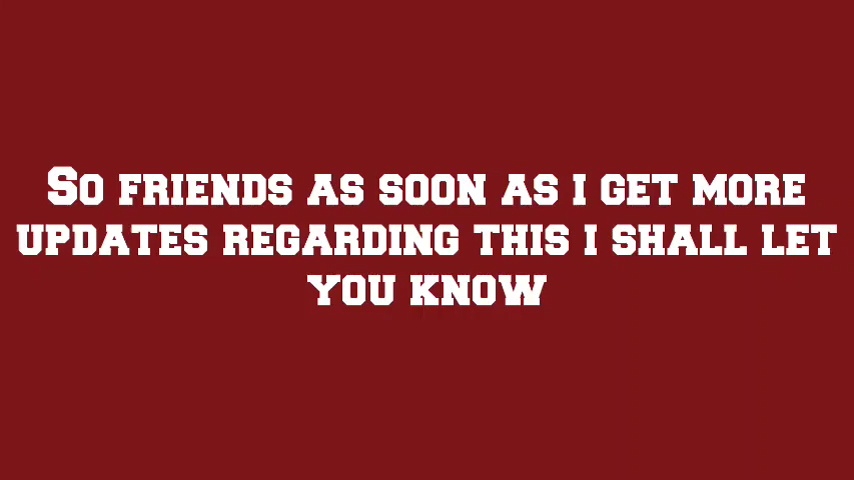 So friends as soon as i get more
updates regarding this i shall let
you know